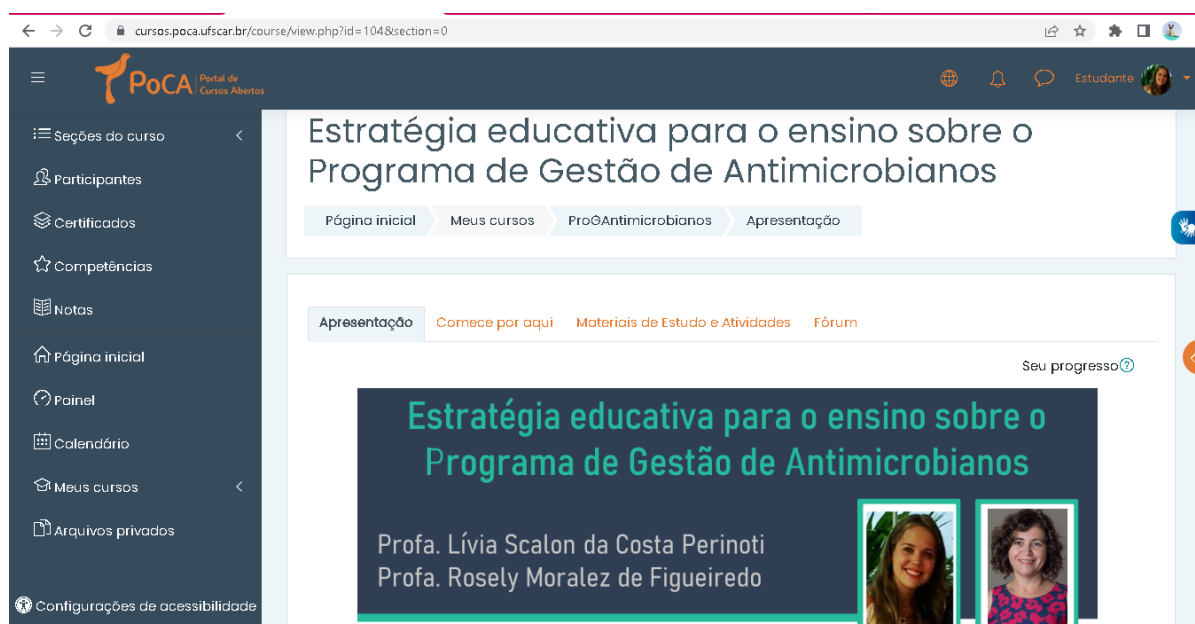 cursos.poca.ufscar.br/course/view.php?id=104&section=0
PoCA Portal de
Cursos Abertos
Estudante
Seções do curso
Participantes
Certificados
Competências
Notas
Página inicial
Painel
Calendário
Meus cursos
Arquivos privados
Configurações de acessibilidade
Estratégia educativa para o ensino sobre o
Programa de Gestão de Antimicrobianos
Página inicial Meus cursos ProGAntimicrobianos Apresentação
Apresentação Comece por aqui Materiais de Estudo e Atividades Fórum
Seu progresso
Estratégia educativa para o ensino sobre o
Programa de Gestão de Antimicrobianos
Profa. Lívia Scalon da Costa Perinoti
Profa. Rosely Moralez de Figueiredo